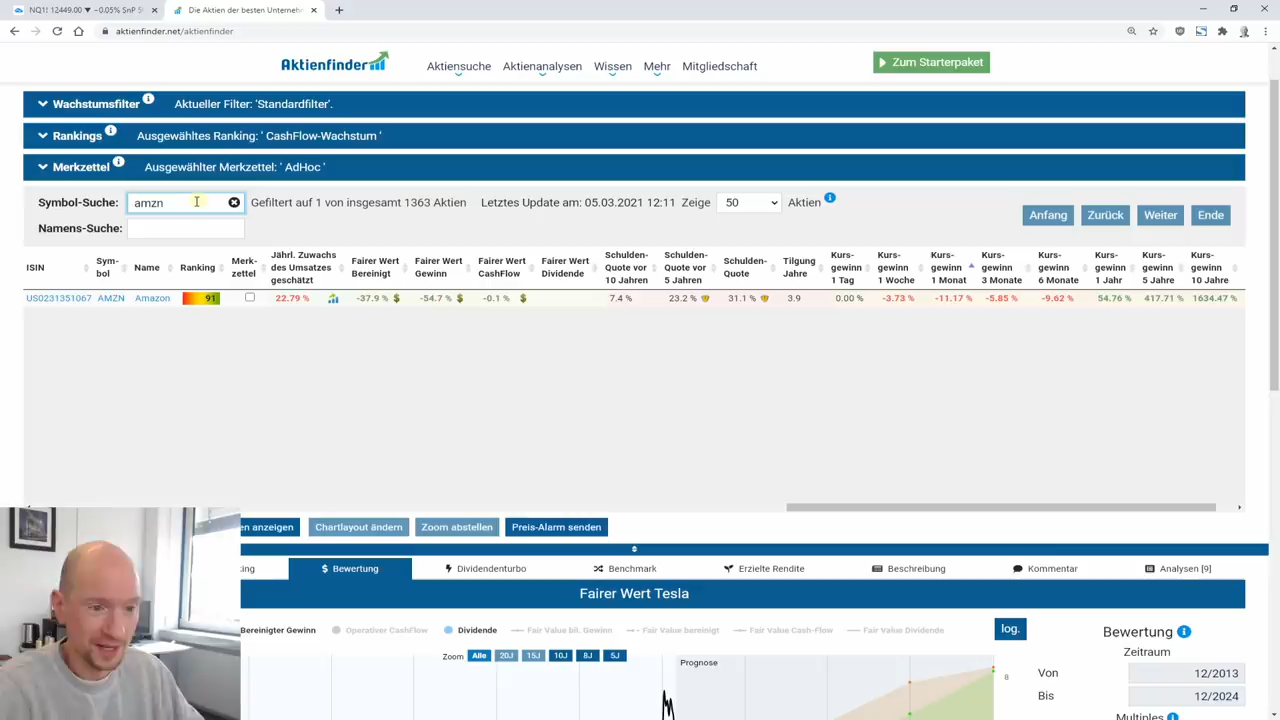 NQ1! 12449.00 ▼ −0.05% SnP 5
Die Aktien der besten Unternehm
aktienfinder.net/aktienfinder
Aktienfinder
Aktiensuche Aktienanalysen Wissen Mehr Mitgliedschaft
Zum Starterpaket
Wachstumsfilter Aktueller Filter: 'Standardfilter'.
Rankings Ausgewähltes Ranking: ' CashFlow-Wachstum '
Merkzettel Ausgewählter Merkzettel: ' AdHoc '
Symbol-Suche: amzn Gefiltert auf 1 von insgesamt 1363 Aktien Letztes Update am: 05.03.2021 12:11 Zeige 50 Aktien
Anfang Zurück Weiter Ende
Namens-Suche:
ISIN Sym-bol Name Ranking Merk-zettel Jährl. Zuwachs des Umsatzes geschätzt Fairer Wert Bereinigt Fairer Wert Gewinn Fairer Wert CashFlow Fairer Wert Dividende Schulden-Quote vor 10 Jahren Schulden-Quote vor 5 Jahren Schulden-Quote Tilgung Jahre Kurs-gewinn 1 Tag Kurs-gewinn 1 Woche Kurs-gewinn 1 Monat Kurs-gewinn 3 Monate Kurs-gewinn 6 Monate Kurs-gewinn 1 Jahr Kurs-gewinn 5 Jahre Kurs-gewinn 10 Jahre
US0231351067 AMZN Amazon 91 22.79 % -37.9 % $ -54.7 % $ -0.1 % $ 7.4 % 23.2 % 31.1 % 3.9 0.00 % -3.73 % -11.17 % -5.85 % -9.62 % 54.76 % 417.71 % 1634.47 %
en anzeigen Chartlayout ändern Zoom abstellen Preis-Alarm senden
king $ Bewertung Dividendenturbo Benchmark Erzielte Rendite Beschreibung Kommentar Analysen [9]
Fairer Wert Tesla
Bereinigter Gewinn Operativer CashFlow Dividende Fair Value bil. Gewinn Fair Value bereinigt Fair Value Cash-Flow Fair Value Dividende
log.
Bewertung
Zoom Alle 20J 15J 10J 8J 5J
Zeitraum
Prognose
8
Von 12/2013
Bis 12/2024
Multiples